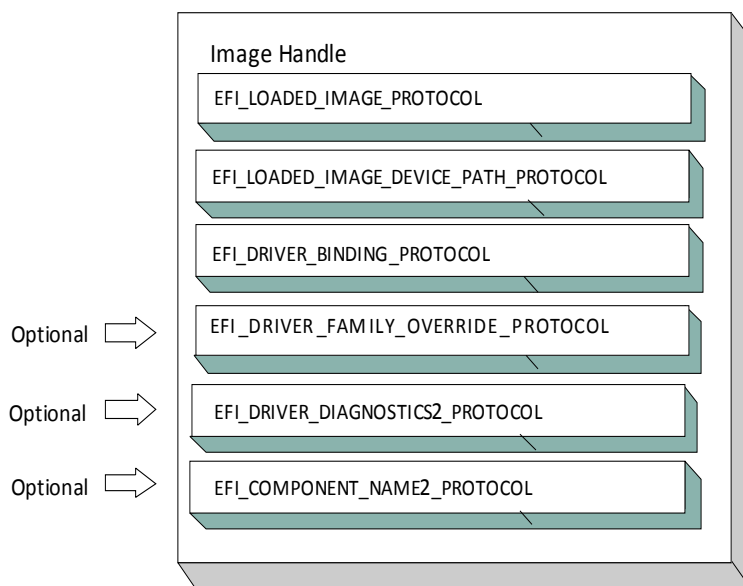 Image Handle
EFI_LOADED_IMAGE_PROTOCOL
EFI_LOADED_IMAGE_DEVICE_PATH_PROTOCOL
EFI_DRIVER_BINDING_PROTOCOL
Optional
EFI_DRIVER_FAMILY_OVERRIDE_PROTOCOL
Optional
EFI_DRIVER_DIAGNOSTICS2_PROTOCOL
Optional
EFI_COMPONENT_NAME2_PROTOCOL